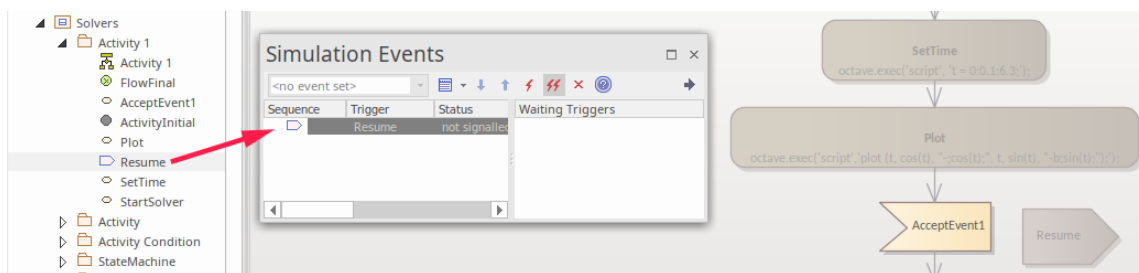 Solvers
Activity 1
Activity 1
FlowFinal
AcceptEvent1
ActivityInitial
Plot
Resume
SetTime
StartSolver
Activity
Activity Condition
StateMachine
Simulation Events
<no event set>
Sequence Trigger Status Waiting Triggers
Resume not signalled
SetTime
octave.exec('script', 't = 0:0.1:6.3;');
Plot
octave.exec('script','plot (t, cos(t), "-;cos(t);", t, sin(t), "-b;sin(t);");');
AcceptEvent1
Resume